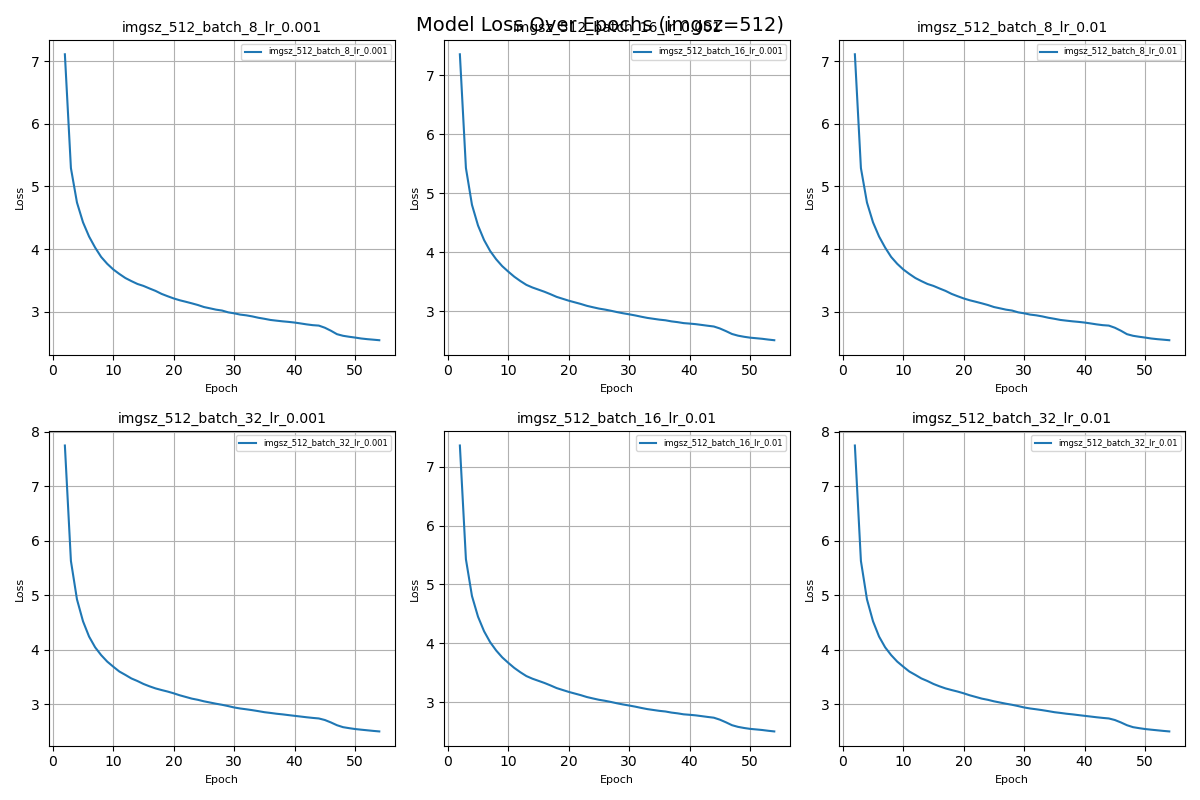 Model Loss Over Epochs (imgsz=512)
imgsz_512_batch_8_lr_0.001
imgsz_512_batch_8_lr_0.001
7
6
5
4
3
Loss
0 10 20 30 40 50
Epoch
imgsz_512_batch_16_lr_0.001
imgsz_512_batch_16_lr_0.001
7
6
5
4
3
Loss
0 10 20 30 40 50
Epoch
imgsz_512_batch_8_lr_0.01
imgsz_512_batch_8_lr_0.01
7
6
5
4
3
Loss
0 10 20 30 40 50
Epoch
imgsz_512_batch_32_lr_0.001
imgsz_512_batch_32_lr_0.001
8
7
6
5
4
3
Loss
0 10 20 30 40 50
Epoch
imgsz_512_batch_16_lr_0.01
imgsz_512_batch_16_lr_0.01
7
6
5
4
3
Loss
0 10 20 30 40 50
Epoch
imgsz_512_batch_32_lr_0.01
imgsz_512_batch_32_lr_0.01
8
7
6
5
4
3
Loss
0 10 20 30 40 50
Epoch